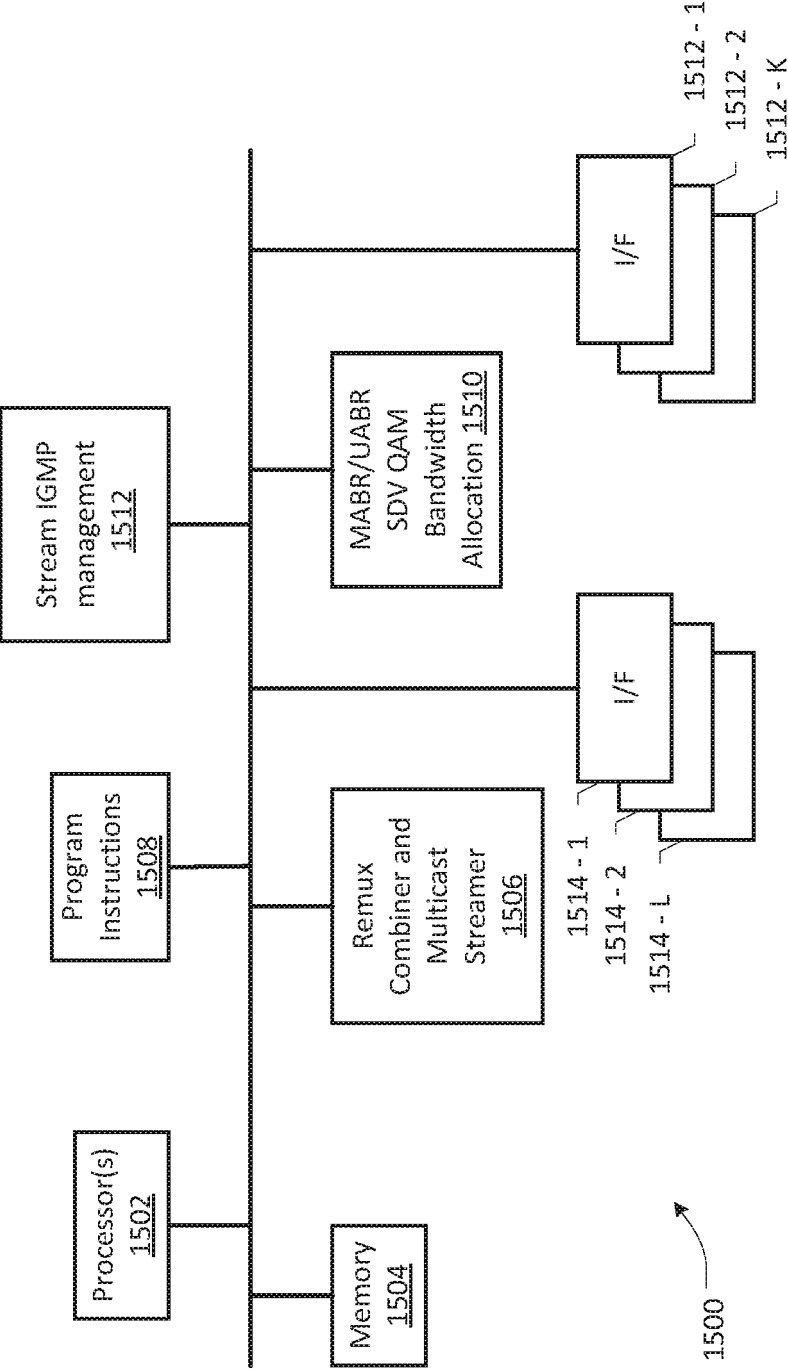 Processor(s)
1502
Program
Instructions
1508
Stream IGMP
management
1512
Memory
1504
Remux
Combiner and
Multicast
Streamer
1506
MABR/UABR
SDV QAM
Bandwidth
Allocation 1510
I/F
1514 - 1
1514 - 2
1514 - L
I/F
1512 - 1
1512 - 2
1512 - K
1500